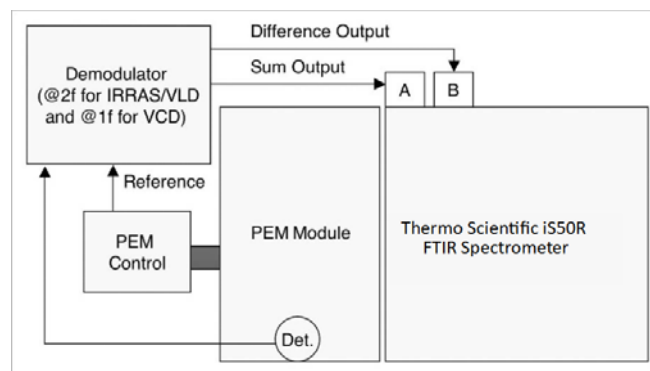 Difference Output
Sum Output
Demodulator
(@2f for IRRAS/VLD
and @1f for VCD)
A
B
Reference
PEM
Control
PEM Module
Thermo Scientific iS50R
FTIR Spectrometer
Det.